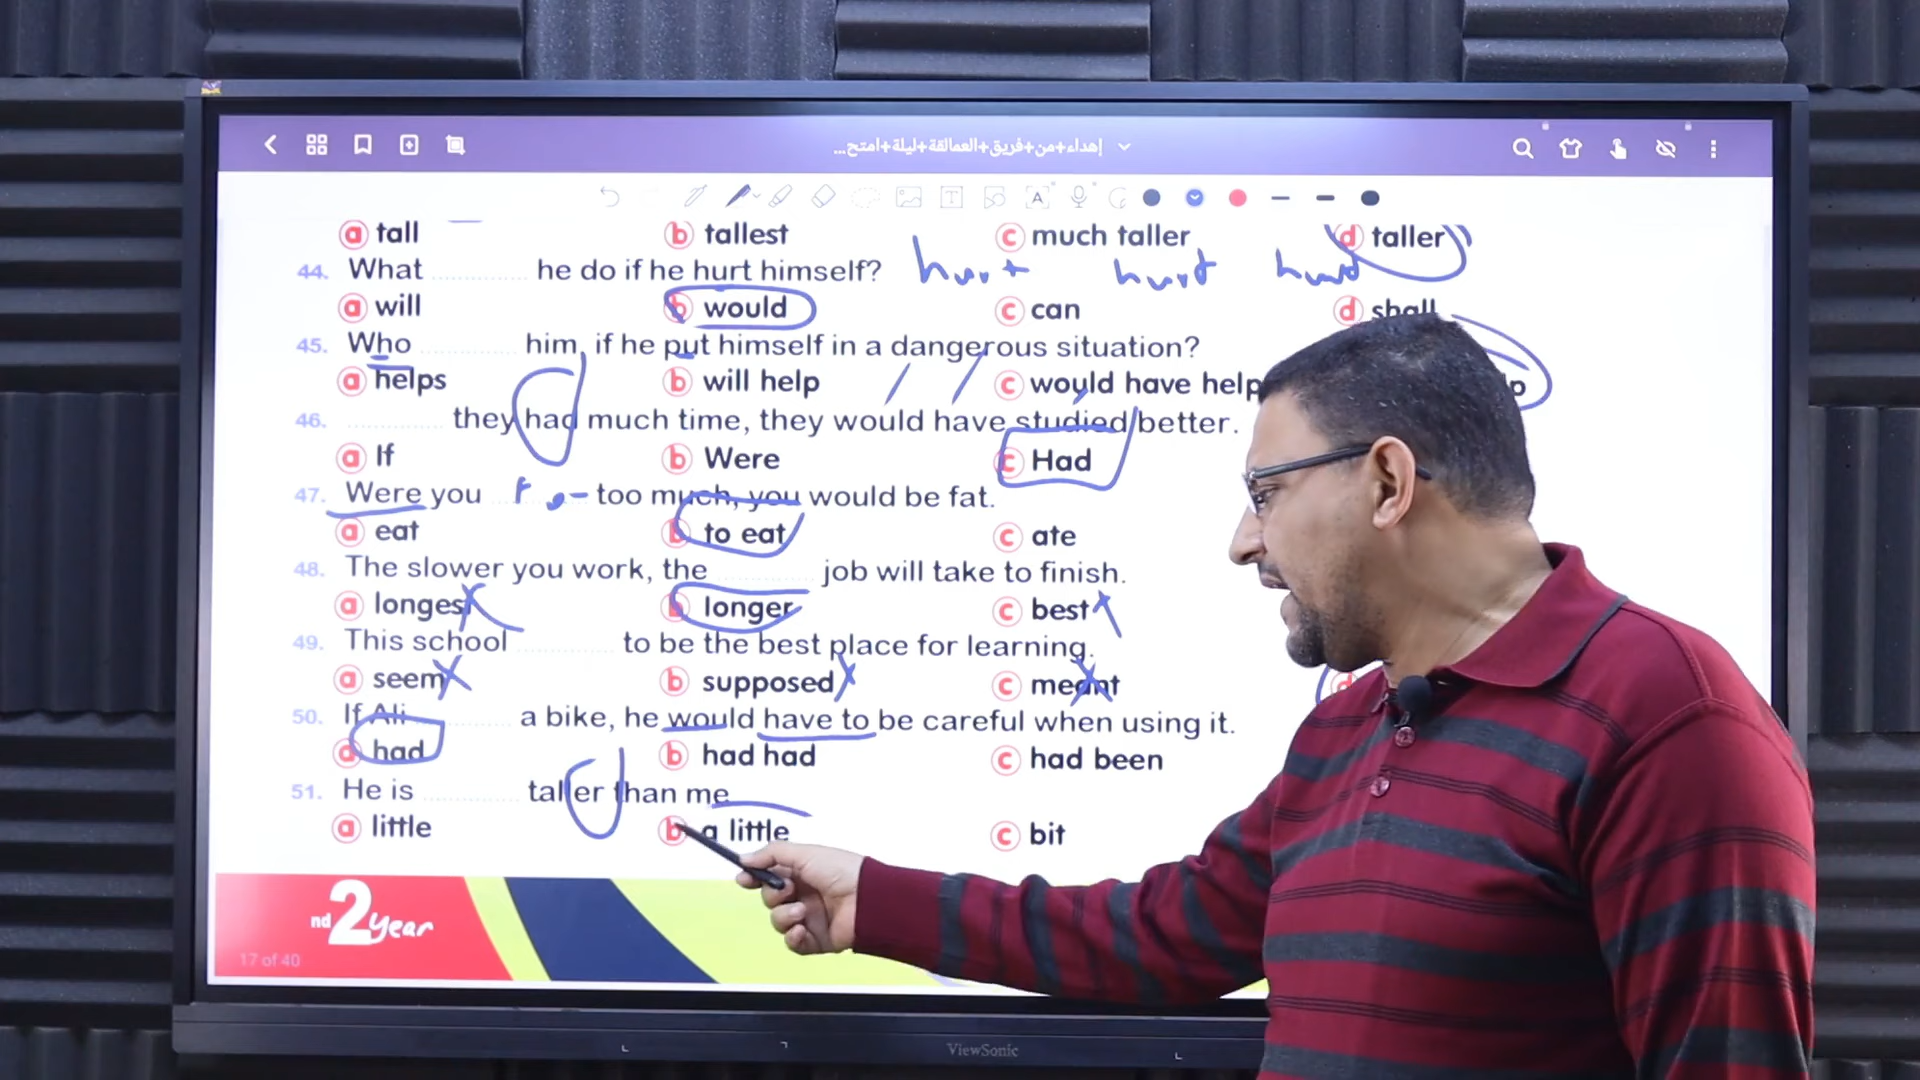 إهداء+من+فريق+العمالقة+ليلة+امتح...
a tall b tallest c much taller d taller
44. What .......... he do if he hurt himself? hurt hurt hurt
a will b would c can d shall
45. Who .......... him, if he put himself in a dangerous situation?
a helps b will help c would have help
46. .......... they had much time, they would have studied better.
a If b Were c Had
47. Were you .......... too much, you would be fat.
a eat b to eat c ate
48. The slower you work, the .......... job will take to finish.
a longest b longer c best
49. This school .......... to be the best place for learning.
a seem b supposed c meant d
50. If Ali .......... a bike, he would have to be careful when using it.
a had b had had c had been
51. He is .......... taller than me
a little b a little c bit
2nd year
17 of 40
ViewSonic